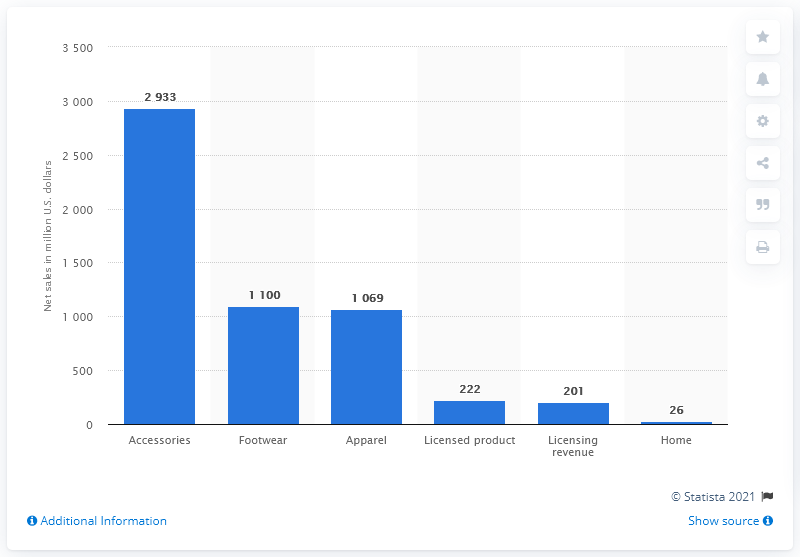 3 500
3 000
2 500
2 000
1 500
1 000
500
0
Net sales in million U.S. dollars
2 933
1 100
1 069
222
201
26
Accessories
Footwear
Apparel
Licensed product
Licensing
revenue
Home
© Statista 2021
Additional Information
Show source